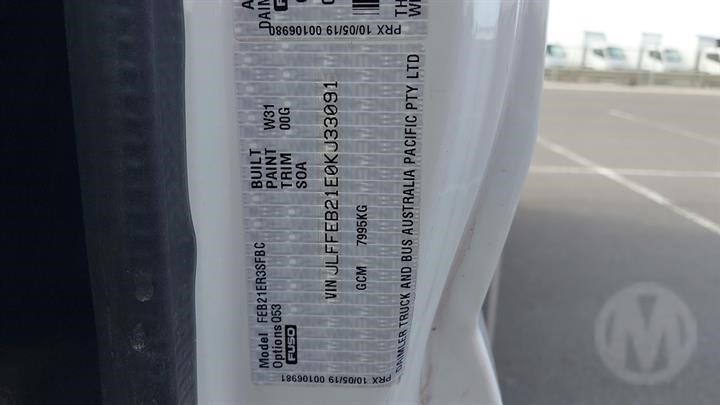 Model FEB21ER3SFBC
Options 053
FUSO
BUILT
PAINT W31
TRIM 00G
SOA
VIN JLFFEB21E0KJ33091
GCM 7995KG
DAIMLER TRUCK AND BUS AUSTRALIA PACIFIC PTY LTD
PRX 10/05/19 00106981
PRX 10/05/19 00106980
M